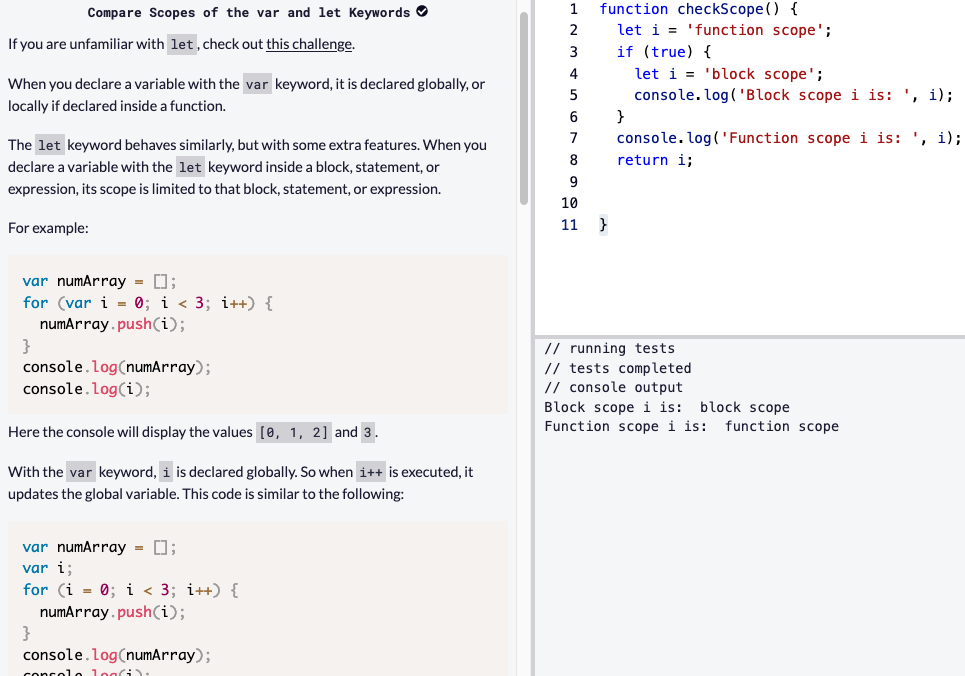 Compare Scopes of the var and let Keywords
If you are unfamiliar with let, check out this challenge.
When you declare a variable with the var keyword, it is declared globally, or
locally if declared inside a function.
The let keyword behaves similarly, but with some extra features. When you
declare a variable with the let keyword inside a block, statement, or
expression, its scope is limited to that block, statement, or expression.
For example:
var numArray = [];
for (var i = 0; i < 3; i++) {
  numArray.push(i);
}
console.log(numArray);
console.log(i);
Here the console will display the values [0, 1, 2] and 3.
With the var keyword, i is declared globally. So when i++ is executed, it
updates the global variable. This code is similar to the following:
var numArray = [];
var i;
for (i = 0; i < 3; i++) {
  numArray.push(i);
}
console.log(numArray);
console.log(i);
1 function checkScope() {
2   let i = 'function scope';
3   if (true) {
4     let i = 'block scope';
5     console.log('Block scope i is: ', i);
6   }
7   console.log('Function scope i is: ', i);
8   return i;
9
10
11 }
// running tests
// tests completed
// console output
Block scope i is:  block scope
Function scope i is:  function scope